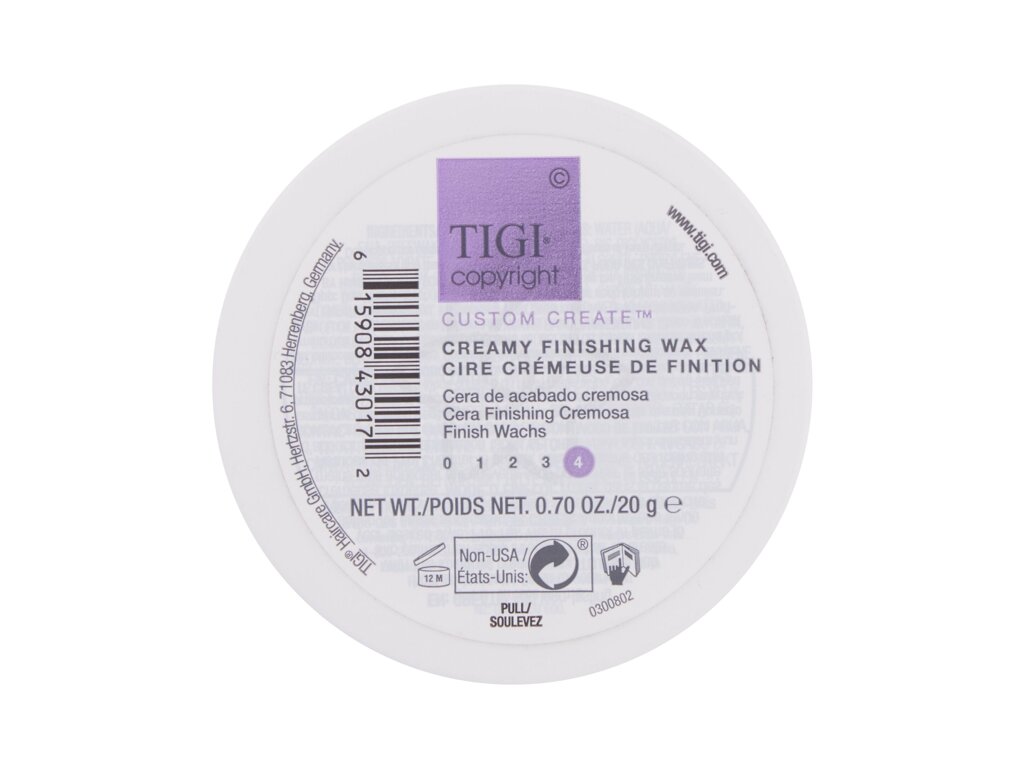 ©
TIGI®
copyright
CUSTOM CREATE™
CREAMY FINISHING WAX
CIRE CRÉMEUSE DE FINITION
Cera de acabado cremosa
Cera Finishing Cremosa
Finish Wachs
0 1 2 3 4
NET WT./POIDS NET. 0.70 OZ./20 g ℮
12 M
Non-USA /
États-Unis:
®
PULL/
SOULEVEZ
0300802
www.tigi.com
6 15908 43017 2
TIGI® Haircare GmbH, Hertzstr. 6, 71083 Herrenberg, Germany.